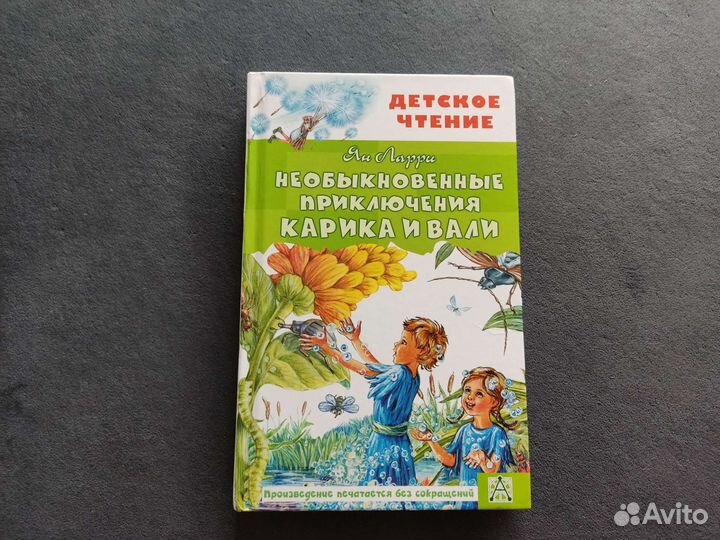 ДЕТСКОЕ
ЧТЕНИЕ
Ян Ларри
НЕОБЫКНОВЕННЫЕ
ПРИКЛЮЧЕНИЯ
КАРИКА И ВАЛИ
Произведение печатается без сокращений
Avito